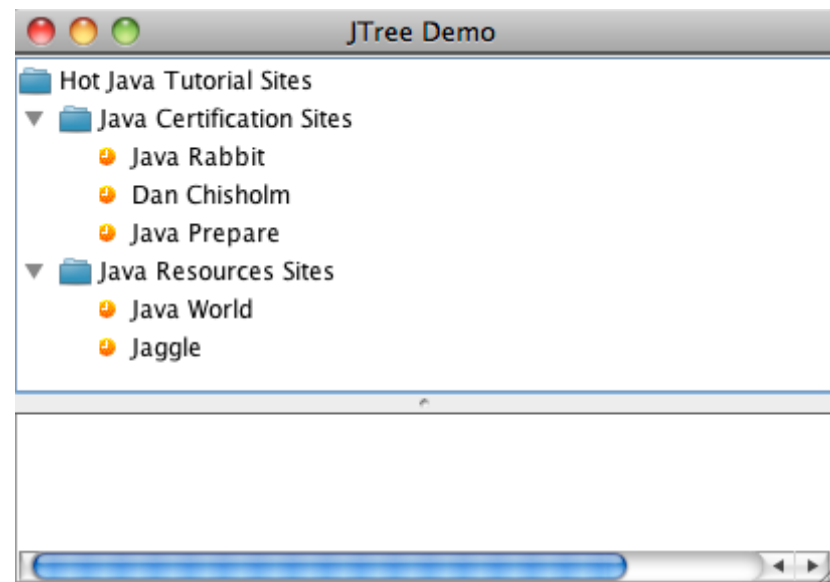 JTree Demo
Hot Java Tutorial Sites
Java Certification Sites
Java Rabbit
Dan Chisholm
Java Prepare
Java Resources Sites
Java World
Jaggle